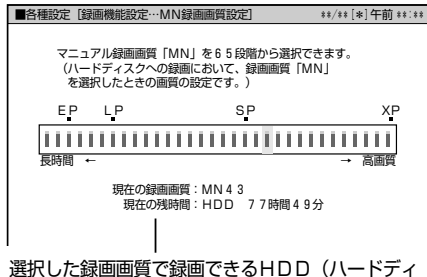 ■各種設定［録画機能設定…MN録画画質設定］ **/**[*]午前**:**
マニュアル録画画質「MN」を65段階から選択できます。
（ハードディスクへの録画において、録画画質「MN」
を選択したときの画質の設定です。）
EP LP SP XP
長時間 ← → 高画質
現在の録画画質：MN43
現在の残時間：HDD 77時間49分
選択した録画画質で録画できるHDD（ハードディ